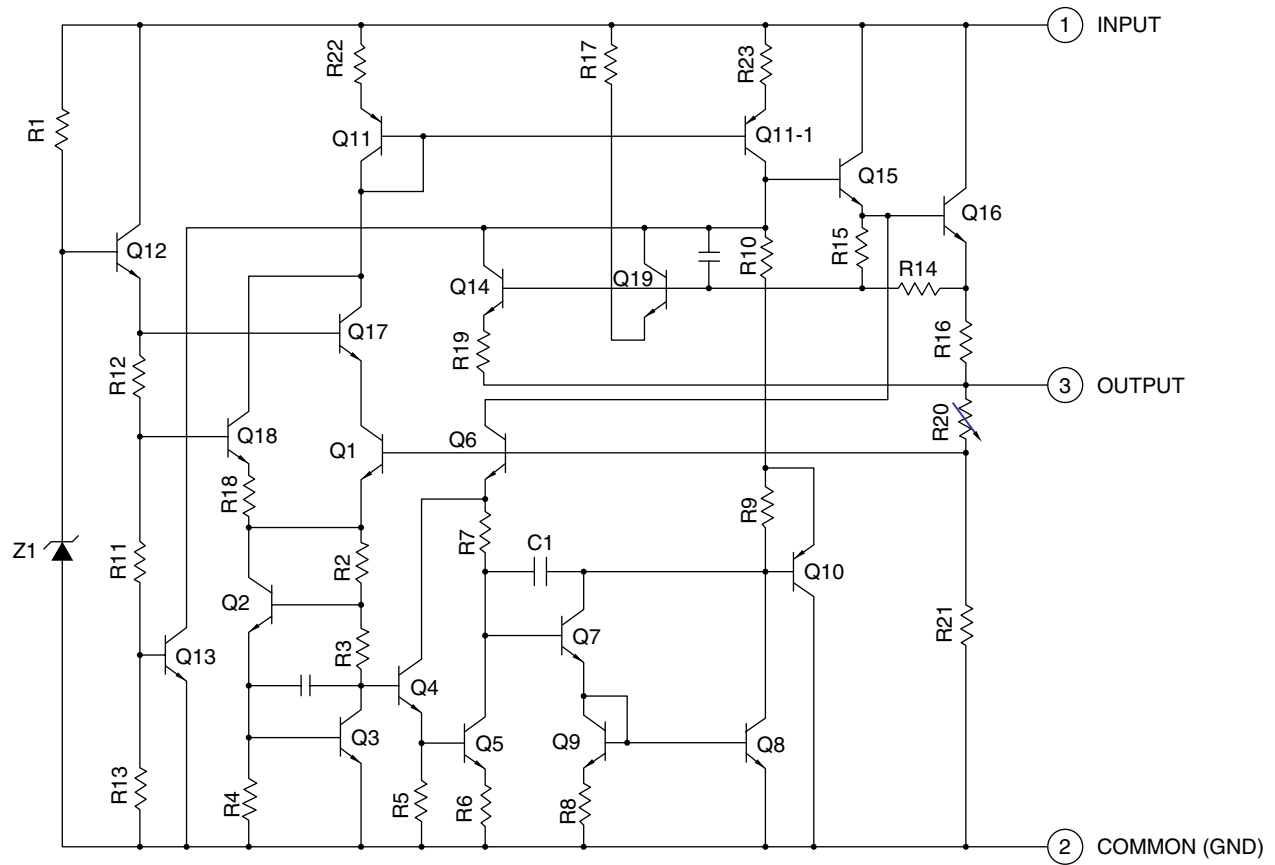 1 INPUT
R22
R17
R23
R1
Q11
Q11-1
Q15
Q16
Q12
R15
R10
R14
Q14
Q19
Q17
R16
R12
R19
3 OUTPUT
R20
Q18
Q1
Q6
R18
R7
R9
Z1
R11
R2
C1
Q10
Q2
R21
Q13
R3
Q7
Q4
Q3
Q5
Q9
Q8
R13
R4
R5
R6
R8
2 COMMON (GND)